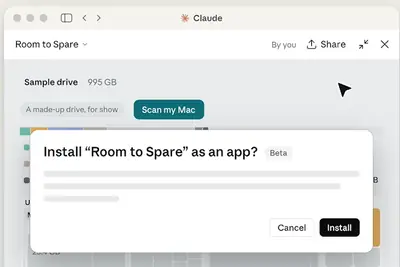 Claude
Room to Spare
By you
Share
Sample drive 995 GB
A made-up drive, for show
Scan my Mac
Install “Room to Spare” as an app? Beta
B
U
Cancel
Install